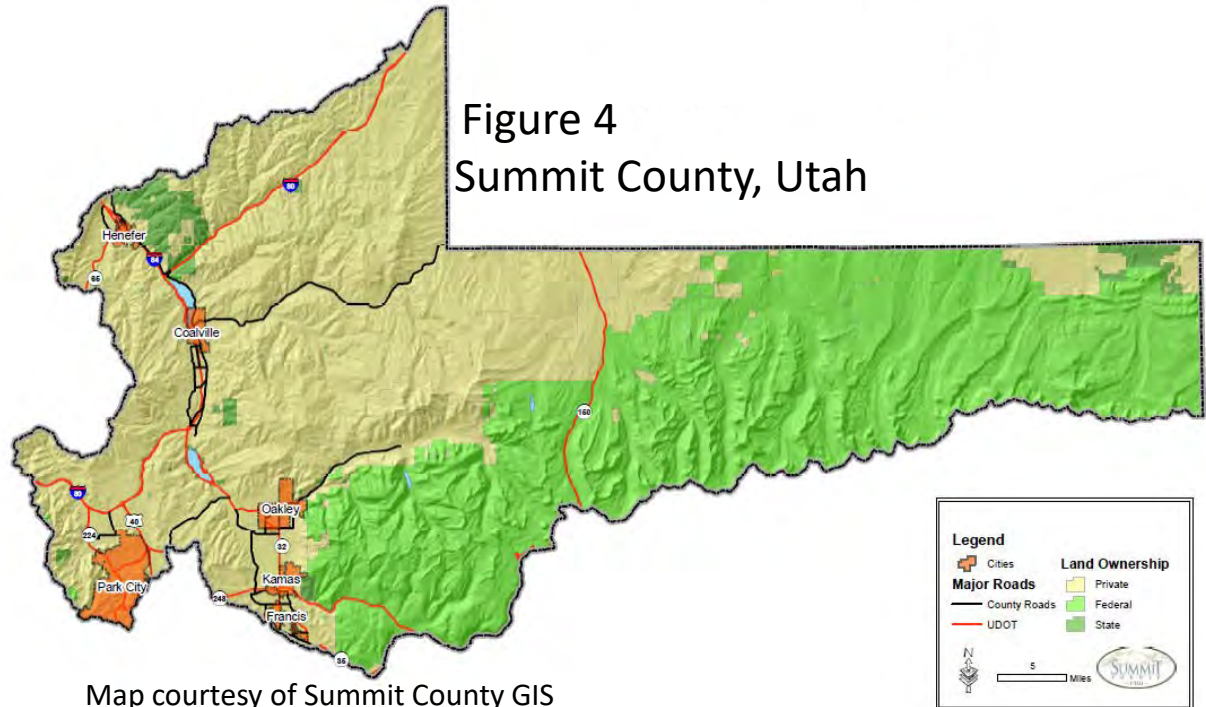 Figure 4
Summit County, Utah
80
Henefer
84
65
Coalville
150
80
Oakley
40
224
32
Park City
Kamas
248
Francis
35
Map courtesy of Summit County GIS
Legend
Cities
Land Ownership
Major Roads
Private
County Roads
Federal
UDOT
State
N
5
Miles
SUMMIT
COUNTY